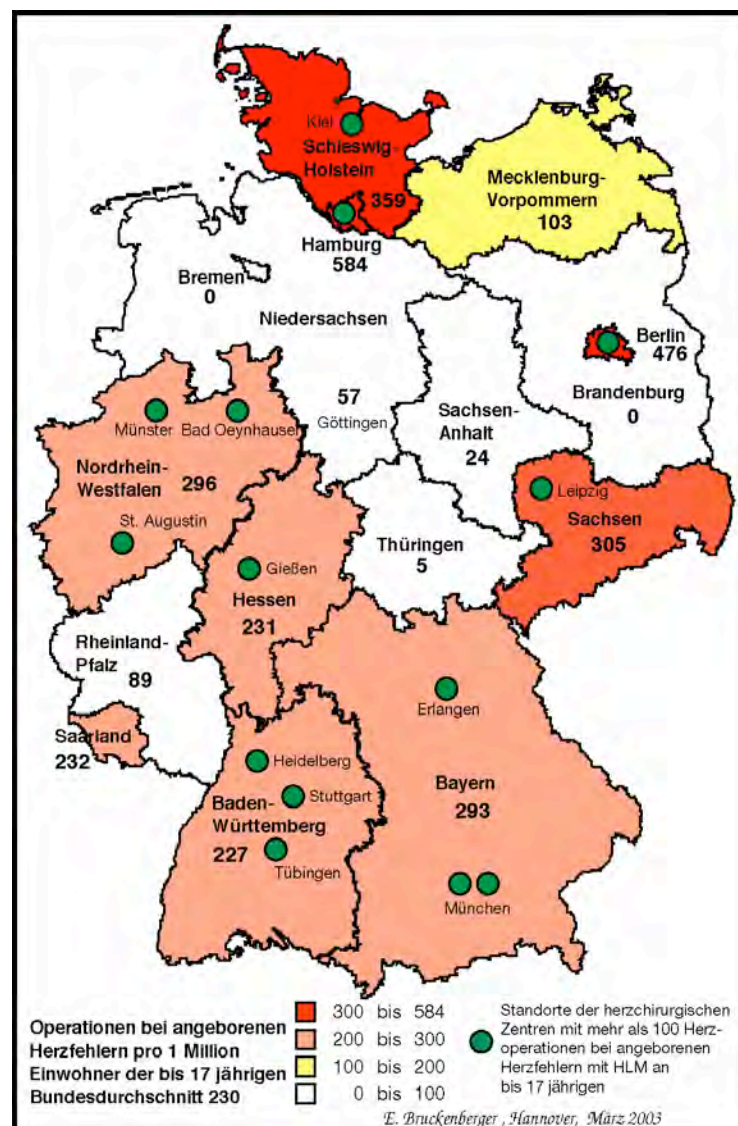 Kiel
Schleswig-
Holstein
359
Mecklenburg-
Vorpommern
103
Hamburg
584
Bremen
0
Niedersachsen
Berlin
476
Brandenburg
0
57
Göttingen
Sachsen-
Anhalt
24
Münster
Bad Oeynhausen
Nordrhein-
Westfalen
296
St. Augustin
Leipzig
Sachsen
305
Thüringen
5
Gießen
Hessen
231
Rheinland-
Pfalz
89
Saarland
232
Erlangen
Heidelberg
Stuttgart
Baden-
Württemberg
227
Tübingen
Bayern
293
München
Operationen bei angeborenen
Herzfehlern pro 1 Million
Einwohner der bis 17 jährigen
Bundesdurchschnitt 230
300 bis 584
200 bis 300
100 bis 200
0 bis 100
Standorte der herzchirurgischen
Zentren mit mehr als 100 Herz-
operationen bei angeborenen
Herzfehlern mit HLM an
bis 17 jährigen
E. Bruckenberger , Hannover, März 2003